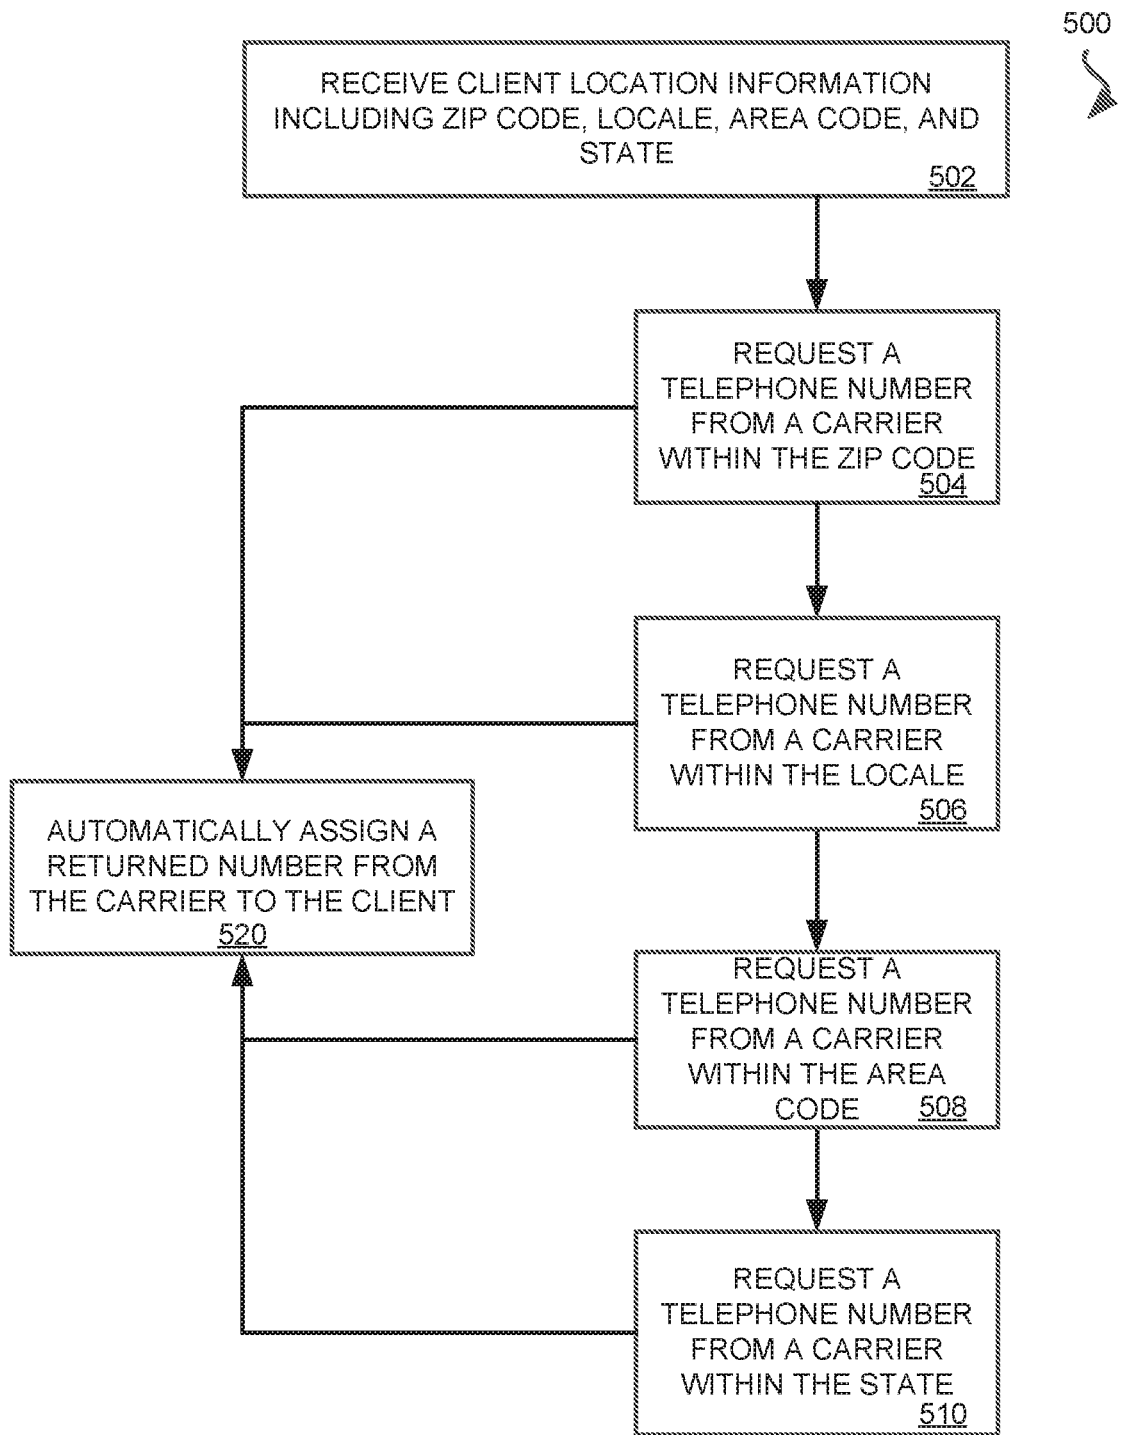 500
RECEIVE CLIENT LOCATION INFORMATION
INCLUDING ZIP CODE, LOCALE, AREA CODE, AND
STATE
502
REQUEST A
TELEPHONE NUMBER
FROM A CARRIER
WITHIN THE ZIP CODE
504
REQUEST A
TELEPHONE NUMBER
FROM A CARRIER
WITHIN THE LOCALE
506
AUTOMATICALLY ASSIGN A
RETURNED NUMBER FROM
THE CARRIER TO THE CLIENT
520
REQUEST A
TELEPHONE NUMBER
FROM A CARRIER
WITHIN THE AREA
CODE 508
REQUEST A
TELEPHONE NUMBER
FROM A CARRIER
WITHIN THE STATE
510